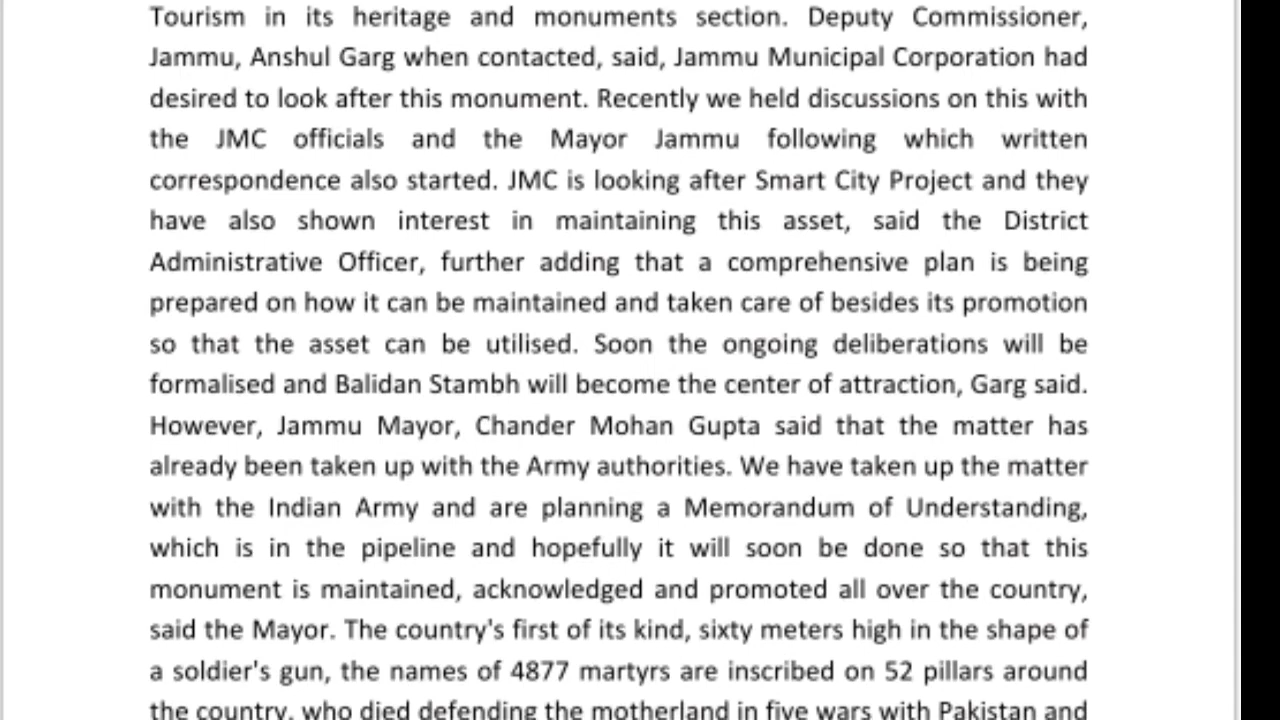 Tourism in its heritage and monuments section. Deputy Commissioner,
Jammu, Anshul Garg when contacted, said, Jammu Municipal Corporation had
desired to look after this monument. Recently we held discussions on this with
the JMC officials and the Mayor Jammu following which written
correspondence also started. JMC is looking after Smart City Project and they
have also shown interest in maintaining this asset, said the District
Administrative Officer, further adding that a comprehensive plan is being
prepared on how it can be maintained and taken care of besides its promotion
so that the asset can be utilised. Soon the ongoing deliberations will be
formalised and Balidan Stambh will become the center of attraction, Garg said.
However, Jammu Mayor, Chander Mohan Gupta said that the matter has
already been taken up with the Army authorities. We have taken up the matter
with the Indian Army and are planning a Memorandum of Understanding,
which is in the pipeline and hopefully it will soon be done so that this
monument is maintained, acknowledged and promoted all over the country,
said the Mayor. The country's first of its kind, sixty meters high in the shape of
a soldier's gun, the names of 4877 martyrs are inscribed on 52 pillars around
the country, who died defending the motherland in five wars with Pakistan and